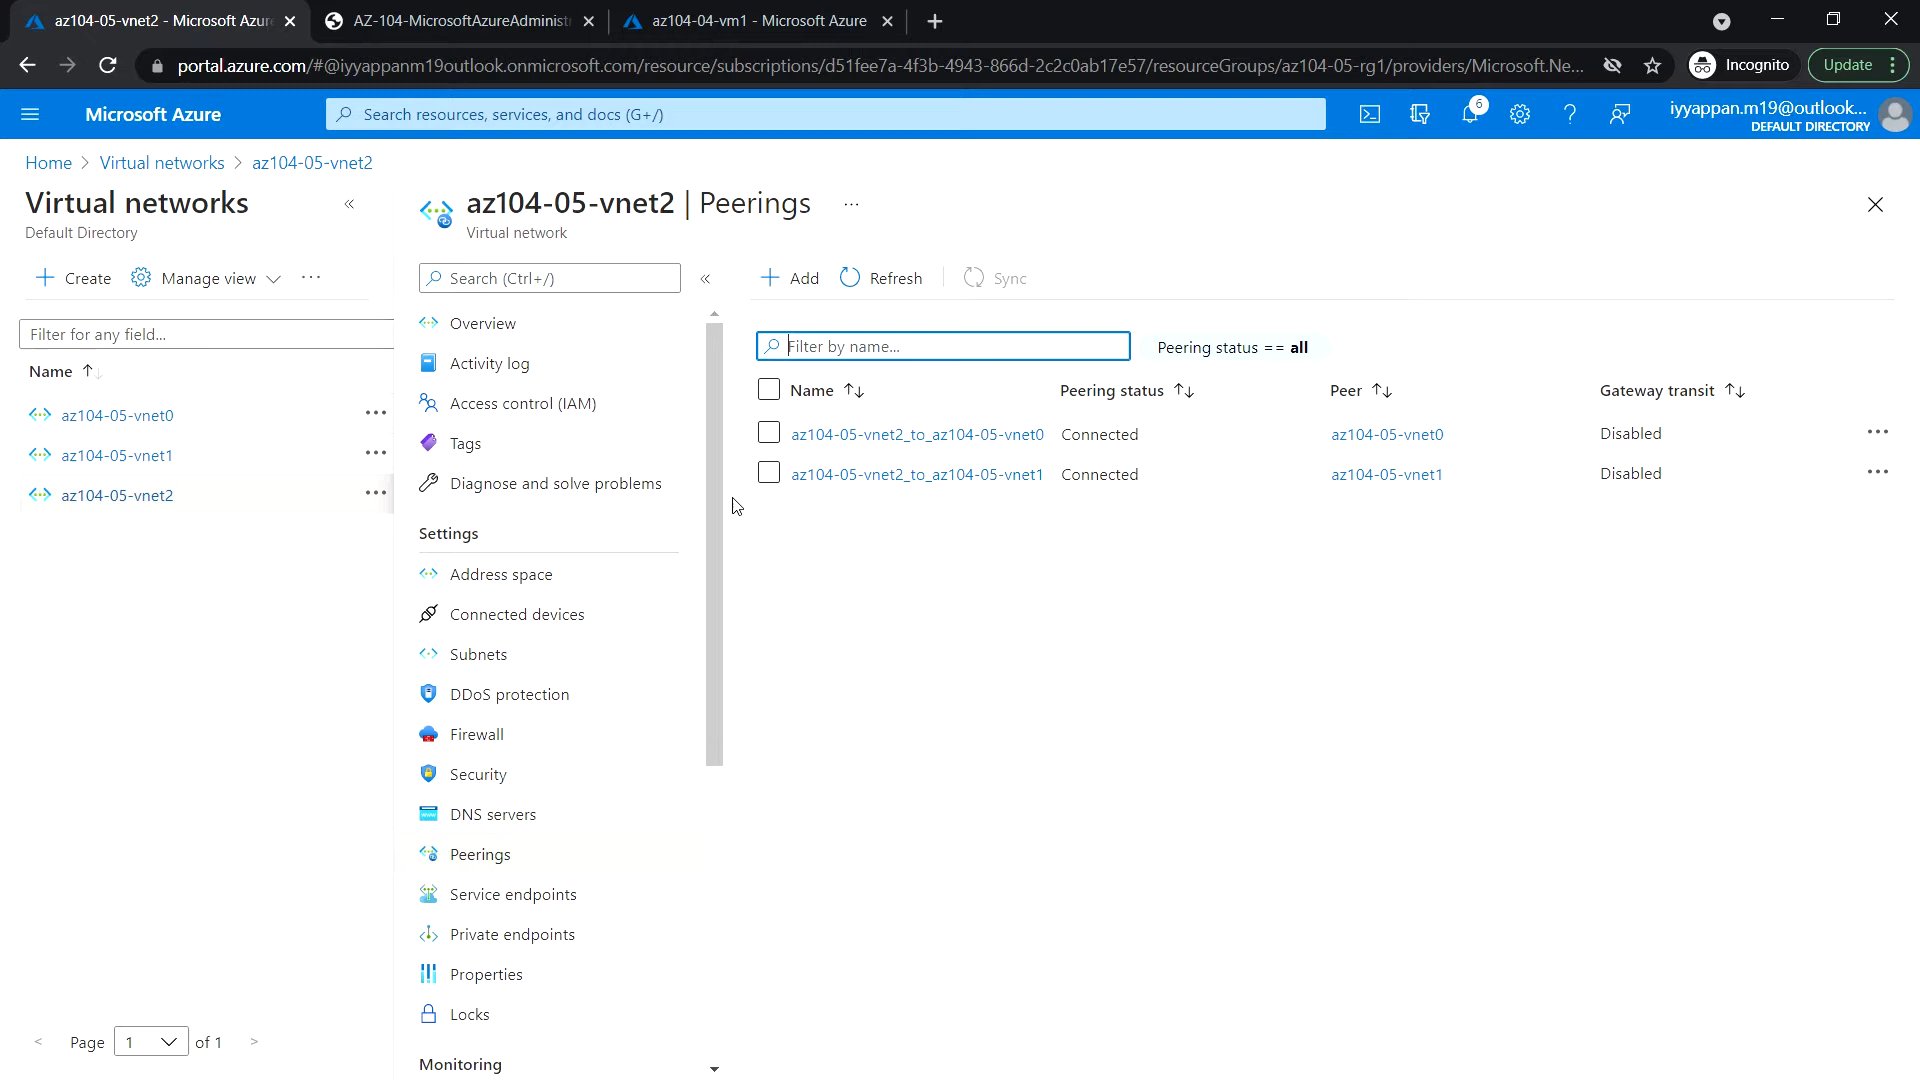 az104-05-vnet2 - Microsoft Azur
AZ-104-MicrosoftAzureAdminist
az104-04-vm1 - Microsoft Azure
portal.azure.com/#@iyyappanm19outlook.onmicrosoft.com/resource/subscriptions/d51fee7a-4f3b-4943-866d-2c2c0ab17e57/resourceGroups/az104-05-rg1/providers/Microsoft.Ne...
Incognito
Update
Microsoft Azure
Search resources, services, and docs (G+/)
6
iyyappan.m19@outlook...
DEFAULT DIRECTORY
Home > Virtual networks > az104-05-vnet2
Virtual networks
Default Directory
az104-05-vnet2 | Peerings ...
Virtual network
Create
Manage view
Filter for any field...
Name
az104-05-vnet0
az104-05-vnet1
az104-05-vnet2
Page 1 of 1
Search (Ctrl+/)
Overview
Activity log
Access control (IAM)
Tags
Diagnose and solve problems
Settings
Address space
Connected devices
Subnets
DDoS protection
Firewall
Security
DNS servers
Peerings
Service endpoints
Private endpoints
Properties
Locks
Monitoring
Add
Refresh
Sync
Filter by name...
Peering status == all
Name Peering status Peer Gateway transit
az104-05-vnet2_to_az104-05-vnet0 Connected az104-05-vnet0 Disabled
az104-05-vnet2_to_az104-05-vnet1 Connected az104-05-vnet1 Disabled